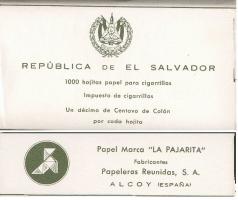 REPÚBLICA DE EL SALVADOR
1000 hojitas papel para cigarrillos
Impuesto de cigarrillos
Un décimo de Centavo de Colón
por cada hojita
Papel Marca "LA PAJARITA"
Fabricantes
Papeleras Reunidas, S. A.
ALCOY (ESPAÑA)